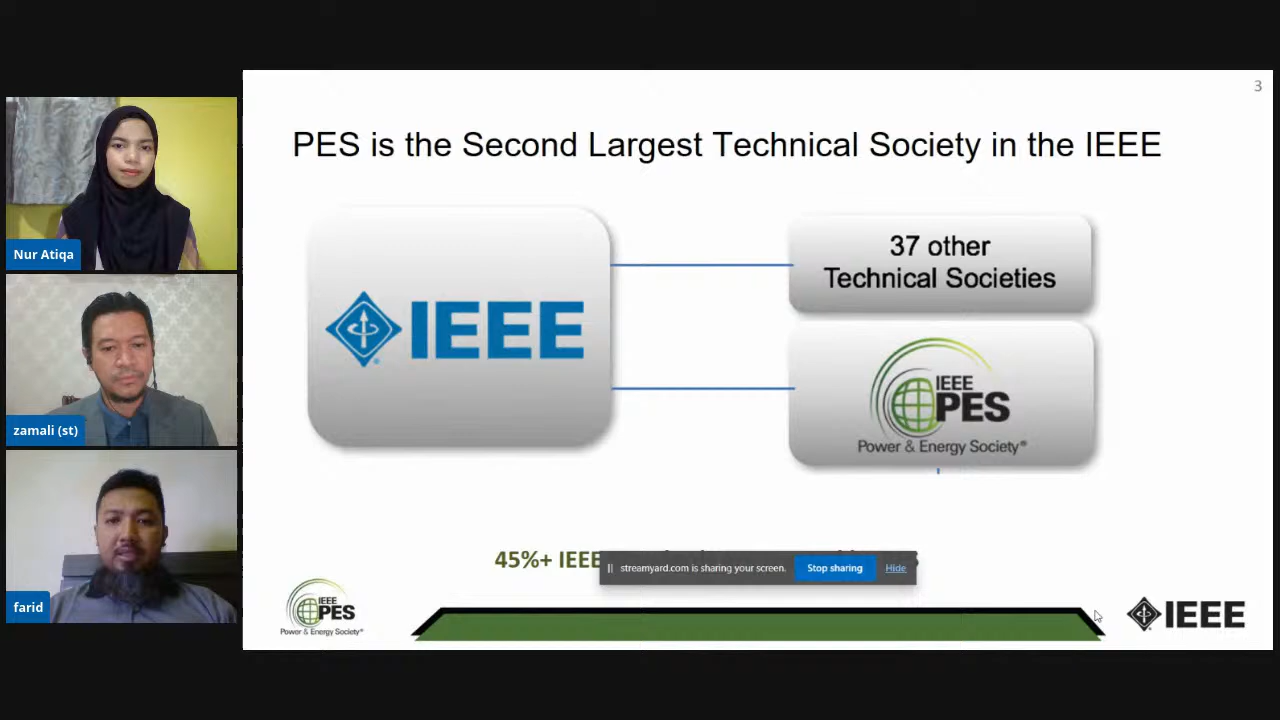 3
PES is the Second Largest Technical Society in the IEEE
IEEE
37 other
Technical Societies
IEEE
PES
Power & Energy Society®
45%+ IEEE
streamyard.com is sharing your screen.
Stop sharing
Hide
IEEE
PES
Power & Energy Society®
IEEE
Nur Atiqa
zamali (st)
farid